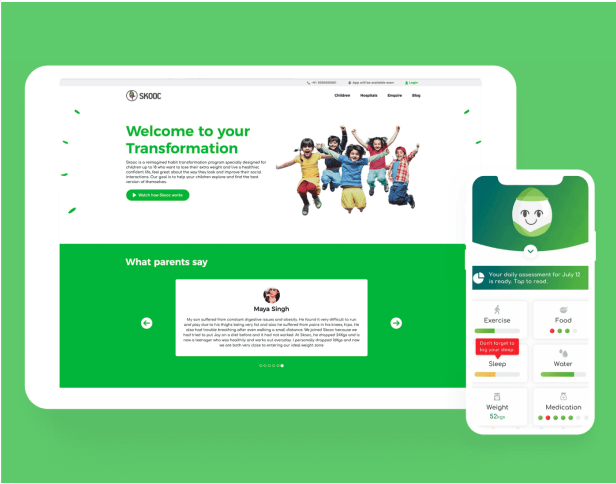 App will be available soon
Login
SKOOC
Children Hospitals Enquire Blog
Welcome to your
Transformation
Skooc is a reimagined habit transformation program specially designed for
children up to 18 who want to lose their extra weight and live a healthier,
confident life, feel great about the way they look and improve their social
interactions. Our goal is to help your children explore and find the best
version of themselves.
Watch how Skooc works
What parents say
Maya Singh
My son suffered from constant digestive issues and obesity. He found it very difficult to run
and play due to his thighs being very fat and also he suffered from pains in his knees, hips. He
also had trouble breathing after even walking a small distance. We joined Skooc because we
had tried to put Jay on a diet before and it had not worked. At Skooc, he dropped 24Kgs and is
now a teenager who was healthily and works out everyday. I personally dropped 10Kgs and now
we are both very close to entering our ideal weight zone
Your daily assessment for July 12
is ready. Tap to read.
Exercise
Food
Don't forget to
log your sleep
Sleep
Water
Weight
52kgs
Medication